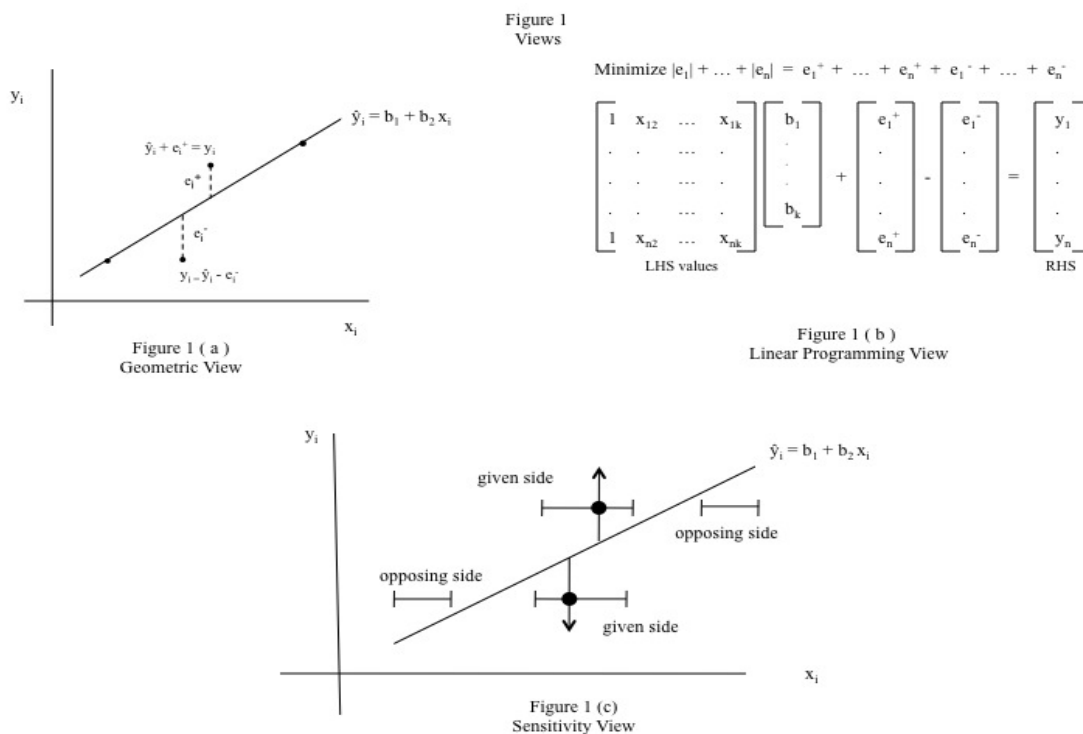 Figure 1
Views
y_i
ŷ_i = b_1 + b_2 x_i
ŷ_i + e_i^+ = y_i
e_i^+
e_i^-
y_i = ŷ_i - e_i^-
x_i
Figure 1 ( a )
Geometric View
Minimize |e_1| + … + |e_n| = e_1^+ + … + e_n^+ + e_1^- + … + e_n^-
1 x_12 … x_1k b_1 e_1^+ e_1^- y_1
. . … . . . . .
. . … . . + . - . = .
. . … . b_k . . .
1 x_n2 … x_nk e_n^+ e_n^- y_n
LHS values RHS
Figure 1 ( b )
Linear Programming View
y_i
ŷ_i = b_1 + b_2 x_i
given side
opposing side
opposing side
given side
x_i
Figure 1 (c)
Sensitivity View